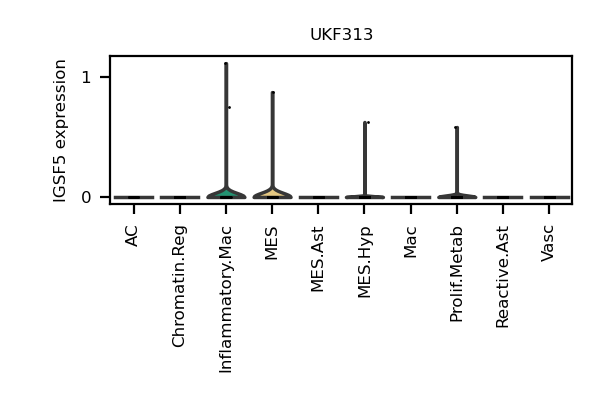 UKF313
IGSF5 expression
1
0
AC
Chromatin.Reg
Inflammatory.Mac
MES
MES.Ast
MES.Hyp
Mac
Prolif.Metab
Reactive.Ast
Vasc